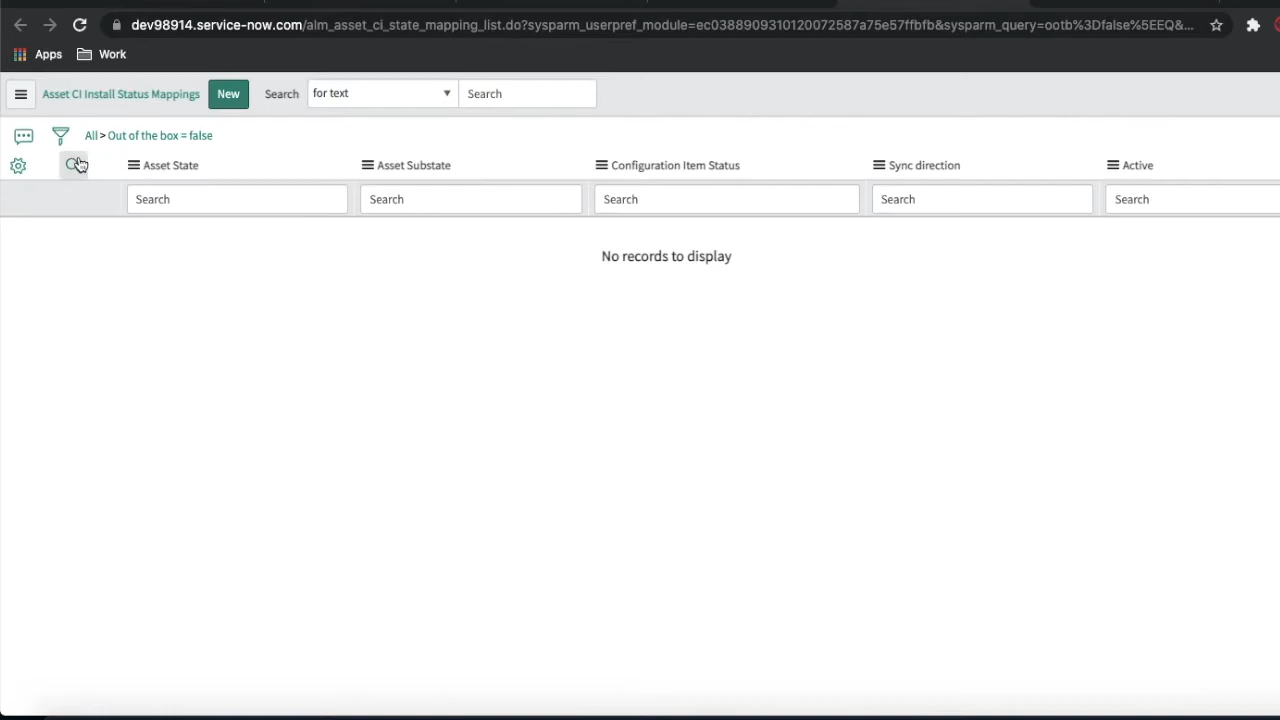 dev98914.service-now.com/alm_asset_ci_state_mapping_list.do?sysparm_userpref_module=ec0388909310120072587a75e57ffbfb&sysparm_query=ootb%3Dfalse%5EEQ&...
Apps Work
Asset CI Install Status Mappings New Search for text Search
All > Out of the box = false
Asset State Asset Substate Configuration Item Status Sync direction Active
Search Search Search Search Search
No records to display